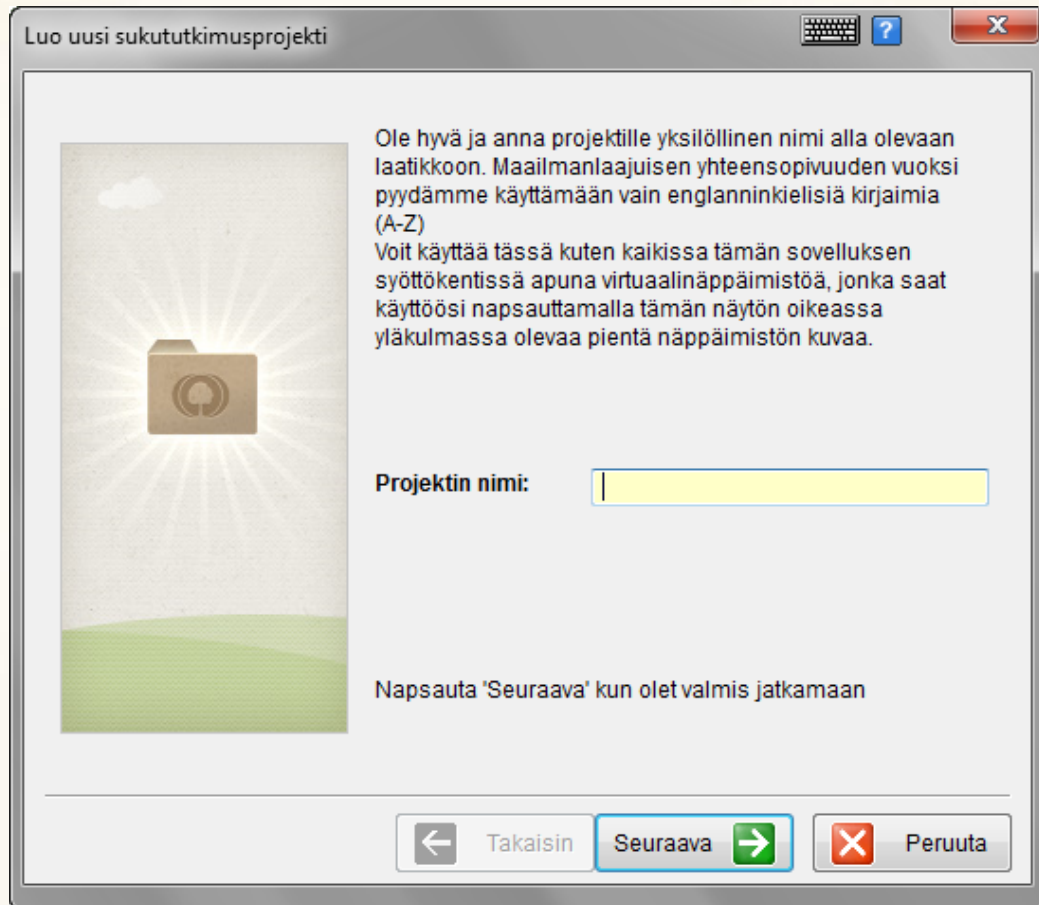 Luo uusi sukututkimusprojekti
Ole hyvä ja anna projektille yksilöllinen nimi alla olevaan
laatikkoon. Maailmanlaajuisen yhteensopivuuden vuoksi
pyydämme käyttämään vain englanninkielisiä kirjaimia
(A-Z)
Voit käyttää tässä kuten kaikissa tämän sovelluksen
syöttökentissä apuna virtuaalinäppäimistöä, jonka saat
käyttöösi napsauttamalla tämän näytön oikeassa
yläkulmassa olevaa pientä näppäimistön kuvaa.
Projektin nimi:
Napsauta 'Seuraava' kun olet valmis jatkamaan
Takaisin Seuraava Peruuta